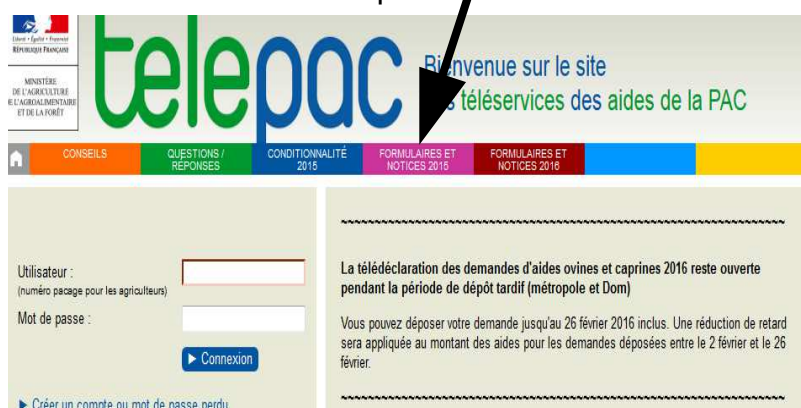 Liberté • Égalité • Fraternité
RÉPUBLIQUE FRANÇAISE
MINISTÈRE
DE L'AGRICULTURE
DE L'AGROALIMENTAIRE
ET DE LA FORÊT
telepac
Bienvenue sur le site
téléservices des aides de la PAC
CONSEILS
QUESTIONS /
RÉPONSES
CONDITIONNALITÉ
2015
FORMULAIRES ET
NOTICES 2015
FORMULAIRES ET
NOTICES 2016
Utilisateur :
(numéro pacage pour les agriculteurs)
Mot de passe :
Connexion
Créer un compte ou mot de passe perdu
~~~~~~~~~~~~~~~~~~~~~~~~~~~~~~~~~~~~~~~~~~~~~~~~~~~~~~~~~~~~~~~~
La télédéclaration des demandes d'aides ovines et caprines 2016 reste ouverte
pendant la période de dépôt tardif (métropole et Dom)
Vous pouvez déposer votre demande jusqu'au 26 février 2016 inclus. Une réduction de retard
sera appliquée au montant des aides pour les demandes déposées entre le 2 février et le 26
février.
~~~~~~~~~~~~~~~~~~~~~~~~~~~~~~~~~~~~~~~~~~~~~~~~~~~~~~~~~~~~~~~~